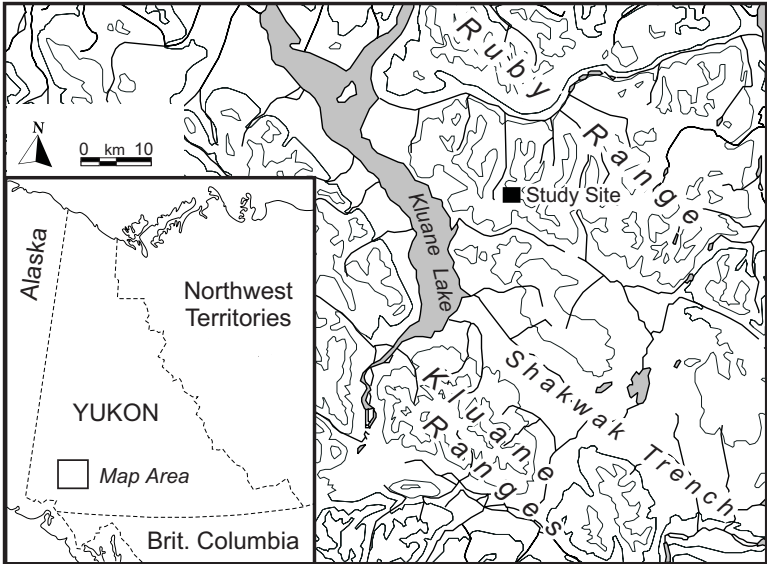 Ruby
Range
N
0 km 10
Study Site
Kluane Lake
Alaska
Northwest
Territories
YUKON
Map Area
Brit. Columbia
Shakwak Trench
Kluane
Ranges